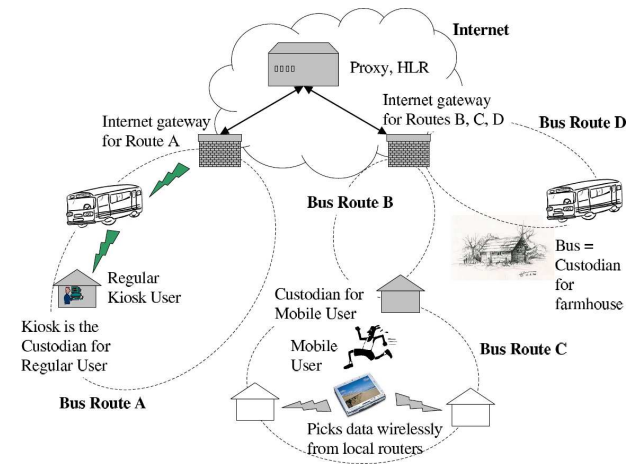 Internet
Proxy, HLR
Internet gateway
for Route A
Internet gateway
for Routes B, C, D
Bus Route D
Bus Route B
Regular
Kiosk User
Bus =
Custodian
for
farmhouse
Kiosk is the
Custodian for
Regular User
Custodian for
Mobile User
Mobile
User
Bus Route C
Bus Route A
Picks data wirelessly
from local routers